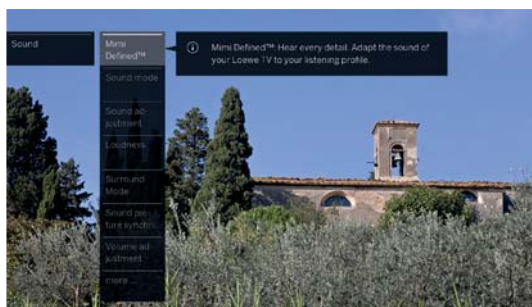 Sound
Mimi
Defined™
Mimi Defined™: Hear every detail. Adapt the sound of
your Loewe TV to your listening profile.
Sound mode
Sound ad-
justment
Loudness
Surround
Mode
Sound pic-
ture synchro.
Volume ad-
justment
more ...